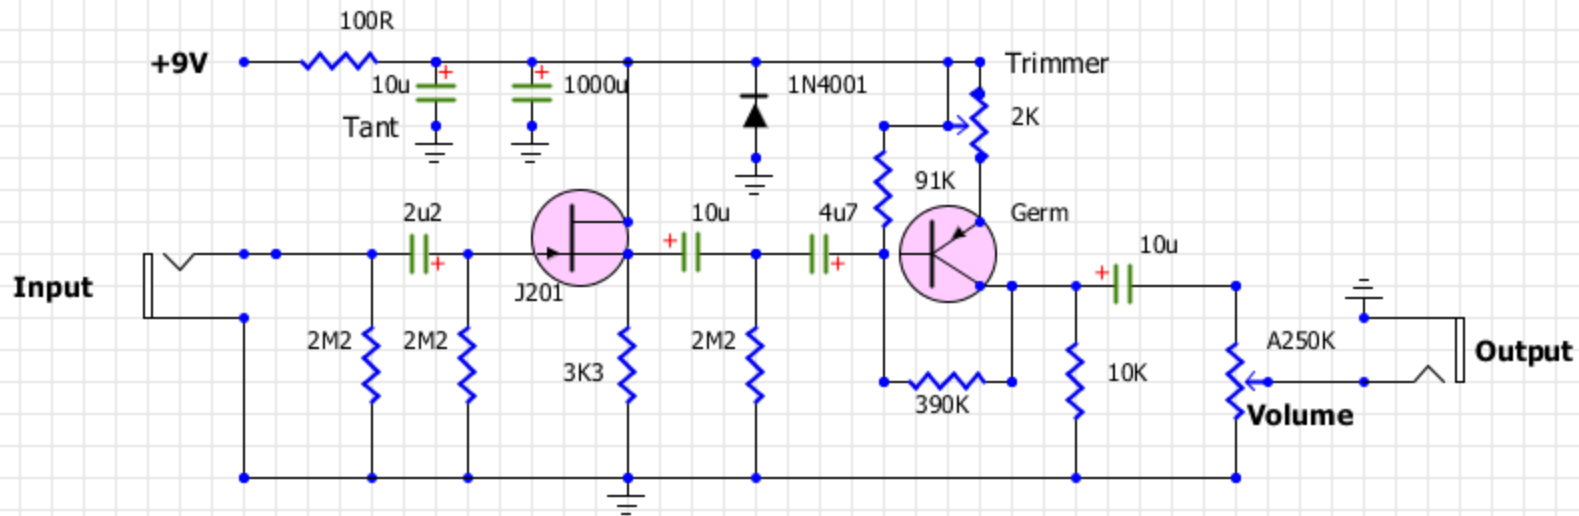 100R
+9V
10u
1000u
1N4001
Trimmer
Tant
2K
91K
2u2
10u
4u7
Germ
10u
Input
J201
2M2
2M2
3K3
2M2
390K
10K
A250K
Output
Volume